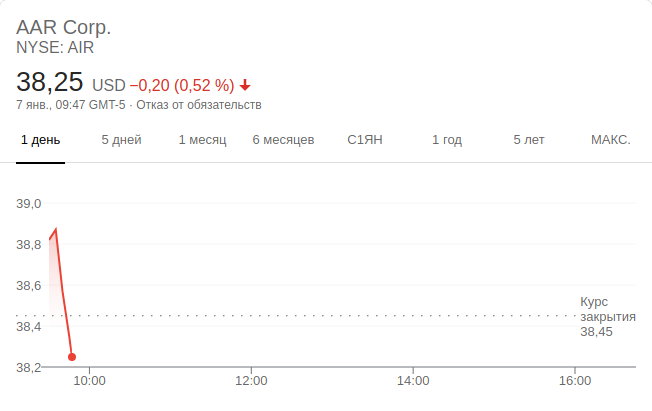 AAR Corp.
NYSE: AIR
38,25 USD −0,20 (0,52 %)
7 янв., 09:47 GMT-5 · Отказ от обязательств
1 день 5 дней 1 месяц 6 месяцев С1ЯН 1 год 5 лет МАКС.
39,0
38,8
38,6
38,4
38,2
Курс
закрытия
38,45
10:00 12:00 14:00 16:00